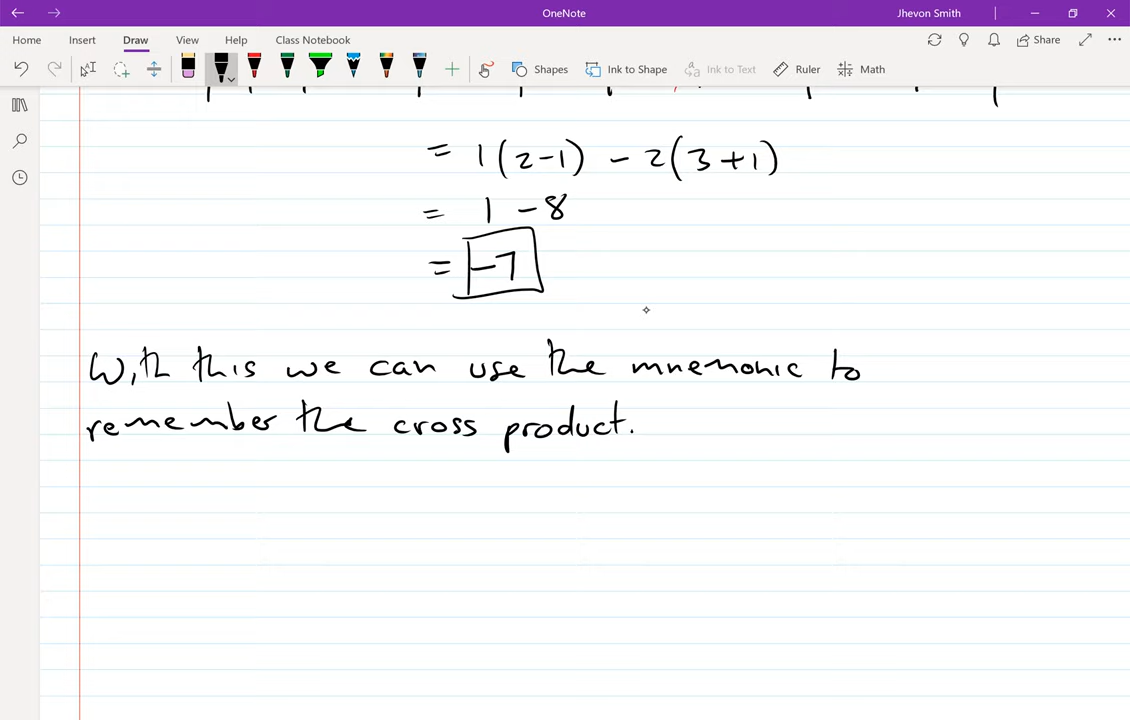 OneNote
Jhevon Smith
Home Insert Draw View Help Class Notebook
Share
Shapes Ink to Shape Ink to Text Ruler Math
= 1(2-1) - 2(3+1)
= 1 - 8
= -7
With this we can use the mnemonic to
remember the cross product.